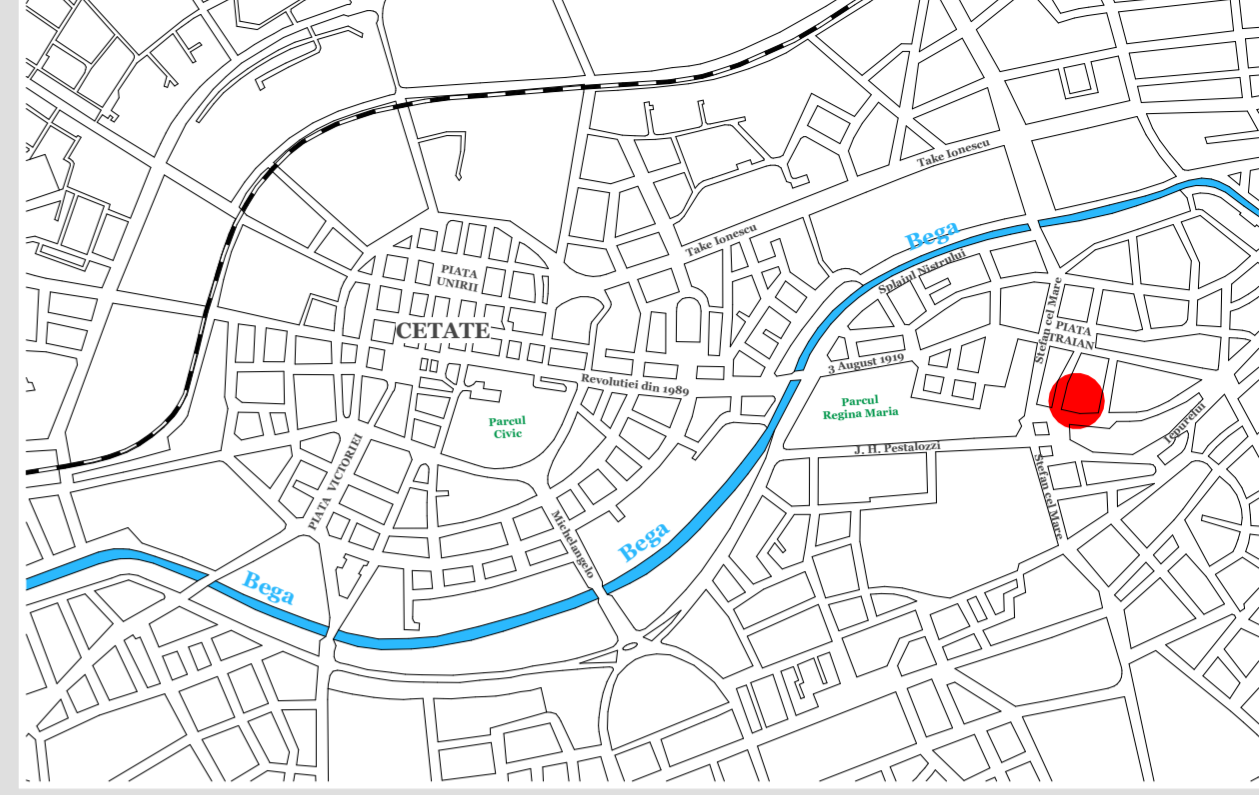 Take Ionescu
Take Ionescu
Bega
Splaiul Nistrului
PIATA
UNIRII
CETATE
Stefan cel Mare
PIATA
TRAIAN
3 August 1919
Revolutiei din 1989
Parcul
Regina Maria
Parcul
Civic
Iepurelui
J. H. Pestalozzi
PIATA VICTORIEI
Stefan cel Mare
Michelangelo
Bega
Bega